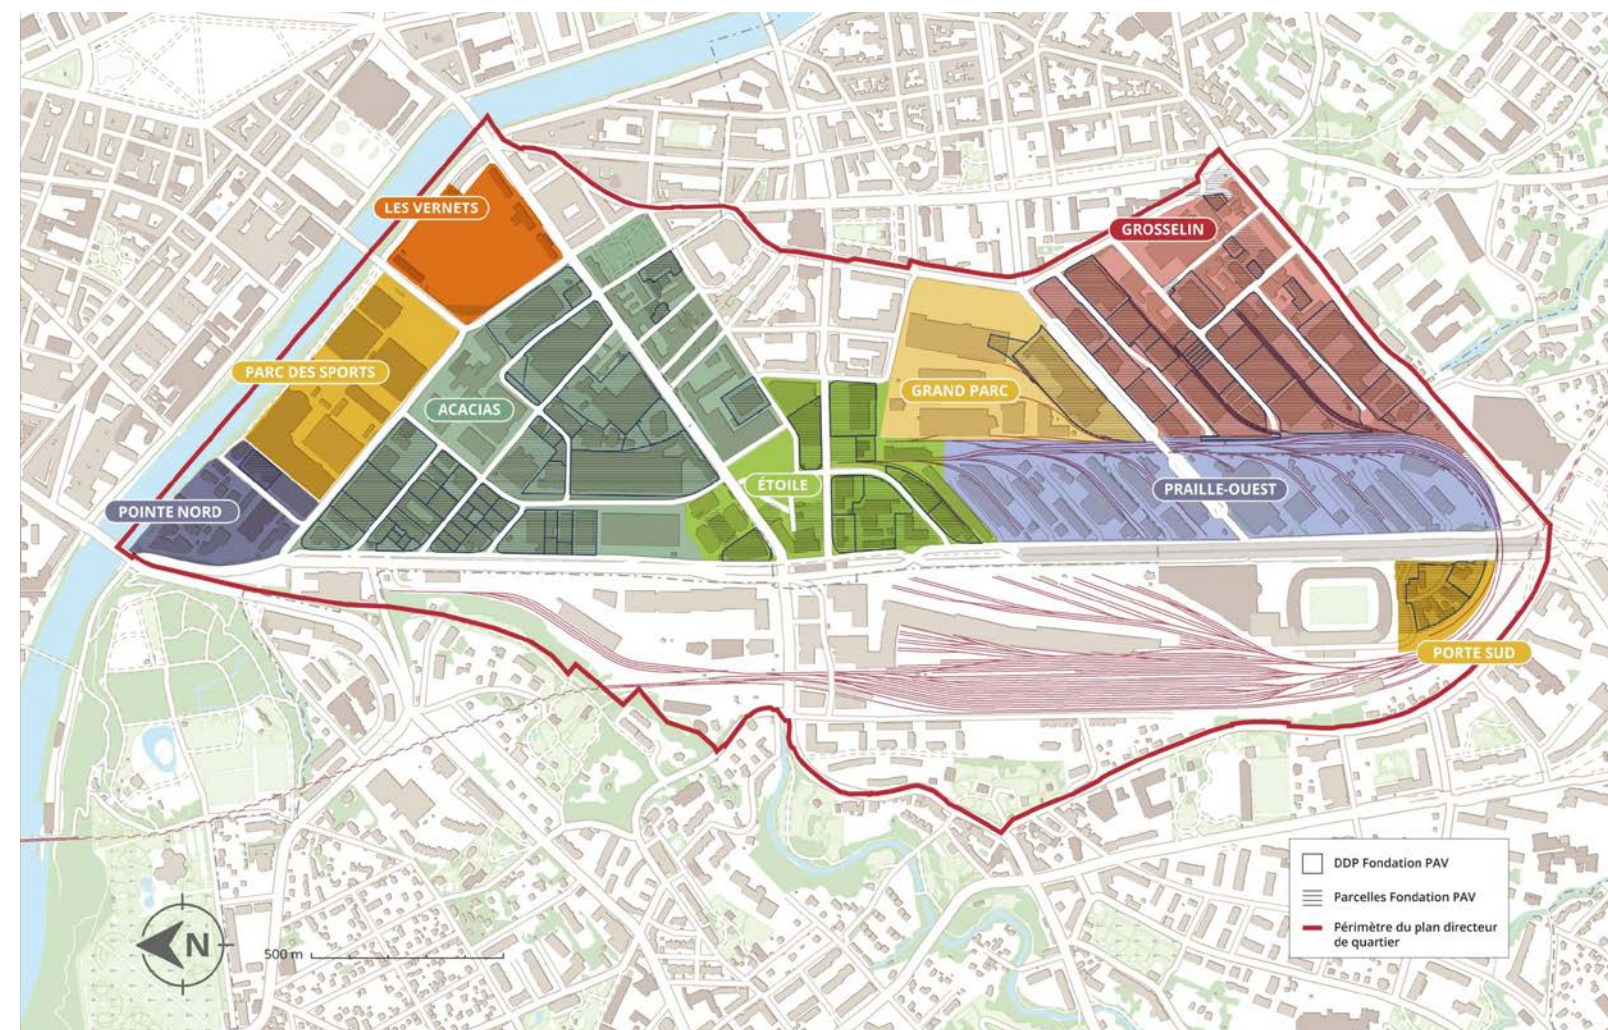 LES VERNETS
GROSSELIN
PARC DES SPORTS
GRAND PARC
ACACIAS
ÉTOILE
PRAILLE-OUEST
POINTE NORD
PORTE SUD
DDP Fondation PAV
Parcelles Fondation PAV
Périmètre du plan directeur
de quartier
N
500 m